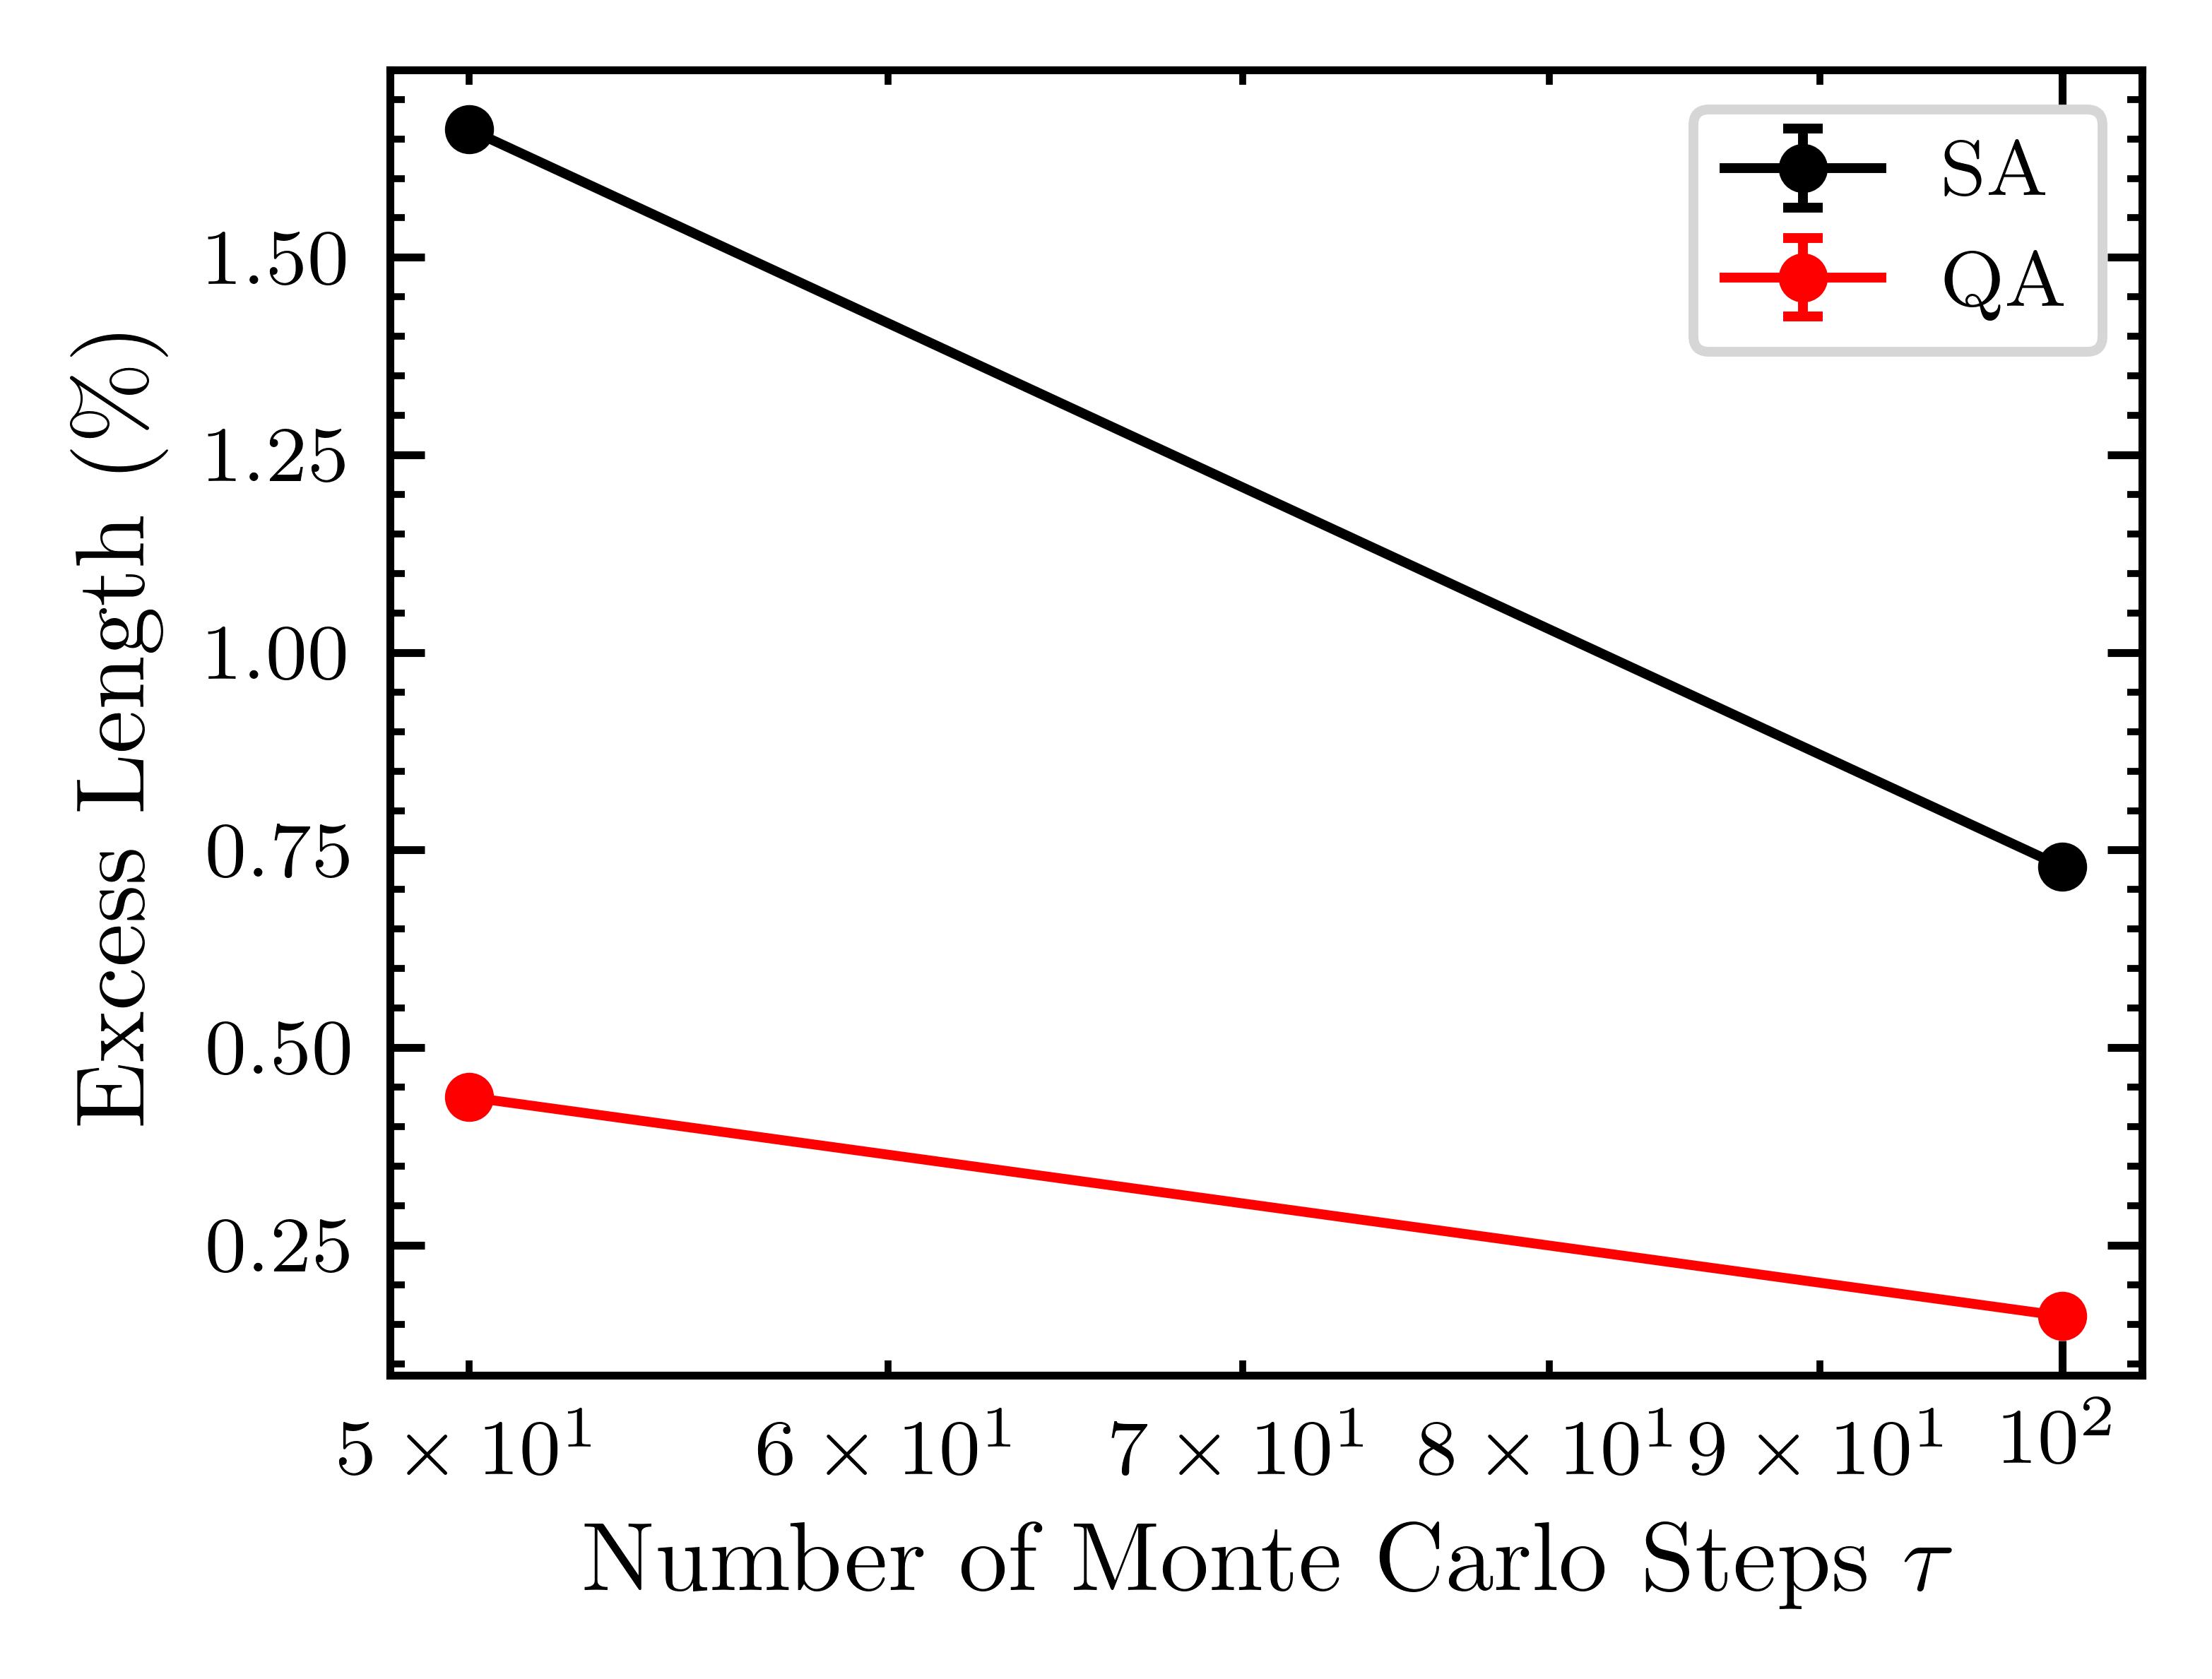 SA
QA
Excess Length (%)
1.50
1.25
1.00
0.75
0.50
0.25
5 × 10¹ 6 × 10¹ 7 × 10¹ 8 × 10¹ 9 × 10¹ 10²
Number of Monte Carlo Steps τ